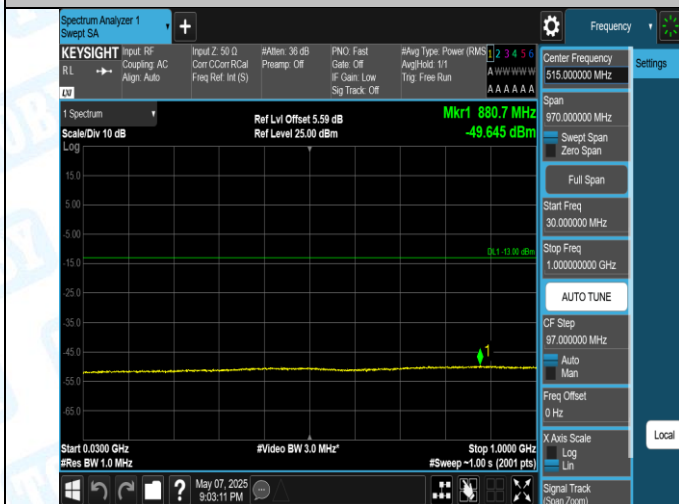 Spectrum Analyzer 1
Swept SA
Frequency
KEYSIGHT
RL
Input: RF
Coupling: AC
Align: Auto
Input Z: 50 Ω
Corr CCorr RCal
Freq Ref: Int (S)
#Atten: 36 dB
Preamp: Off
PNO: Fast
Gate: Off
IF Gain: Low
Sig Track: Off
#Avg Type: Power (RMS
Avg|Hold: 1/1
Trig: Free Run
1 2 3 4 5 6
A W W W W W
A A A A A A
1 Spectrum
Scale/Div 10 dB
Log
Ref Lvl Offset 5.59 dB
Ref Level 25.00 dBm
Mkr1 880.7 MHz
-49.645 dBm
15.0
5.00
-5.00
-15.0
-25.0
-35.0
-45.0
-55.0
-65.0
DL1 -13.00 dBm
1
Start 0.0300 GHz
#Res BW 1.0 MHz
#Video BW 3.0 MHz*
Stop 1.0000 GHz
#Sweep ~1.00 s (2001 pts)
May 07, 2025
9:03:11 PM
Center Frequency
515.000000 MHz
Span
970.000000 MHz
Swept Span
Zero Span
Full Span
Start Freq
30.000000 MHz
Stop Freq
1.000000000 GHz
AUTO TUNE
CF Step
97.000000 MHz
Auto
Man
Freq Offset
0 Hz
X Axis Scale
Log
Lin
Signal Track
(Span Zoom)
Settings
Local